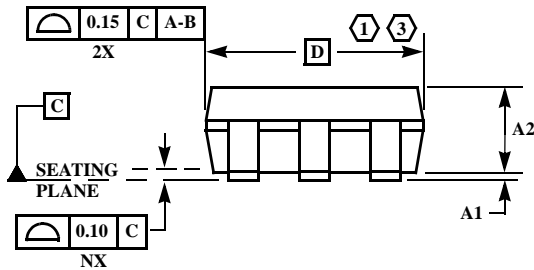 0.15 C A-B
2X
D 1 3
C
A2
SEATING
PLANE
A1
0.10 C
NX